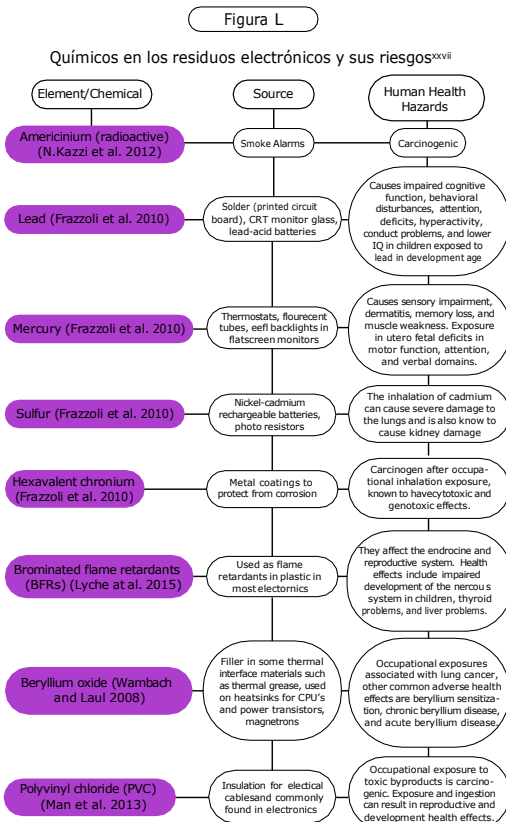 Figura L
Químicos en los residuos electrónicos y sus riesgosxxvii
Element/Chemical
Source
Human Health
Hazards
Americinium (radioactive)
(N.Kazzi et al. 2012)
Smoke Alarms
Carcinogenic
Lead (Frazzoli et al. 2010)
Solder (printed circuit
board), CRT monitor glass,
lead-acid batteries
Causes impaired cognitive
function, behavioral
disturbances, attention,
deficits, hyperactivity,
conduct problems, and lower
IQ in children exposed to
lead in development age
Mercury (Frazzoli et al. 2010)
Thermostats, flourecent
tubes, eefl backlights in
flatscreen monitors
Causes sensory impairment,
dermatitis, memory loss, and
muscle weakness. Exposure
in utero fetal deficits in
motor function, attention,
and verbal domains.
Sulfur (Frazzoli et al. 2010)
Nickel-cadmium
rechargeable batteries,
photo resistors
The inhalation of cadmium
can cause severe damage to
the lungs and is also know to
cause kidney damage
Hexavalent chronium
(Frazzoli et al. 2010)
Metal coatings to
protect from corrosion
Carcinogen after occupa-
tional inhalation exposure,
known to havecytotoxic and
genotoxic effects.
Brominated flame retardants
(BFRs) (Lyche at al. 2015)
Used as flame
retardants in plastic in
most electornics
They affect the endocrine and
reproductive system. Health
effects include impaired
development of the nervous
system in children, thyroid
problems, and liver problems.
Beryllium oxide (Wambach
and Laul 2008)
Filler in some thermal
interface materials such
as thermal grease, used
on heatsinks for CPU's
and power transistors,
magnetrons
Occupational exposures
associated with lung cancer,
other common adverse health
effects are beryllium sensitiza-
tion, chronic beryllium disease,
and acute beryllium disease.
Polyvinyl chloride (PVC)
(Man et al. 2013)
Insulation for electical
cablesand commonly
found in electronics
Occupational exposure to
toxic byproducts is carcino-
genic. Exposure and ingestion
can result in reproductive and
development health effects.